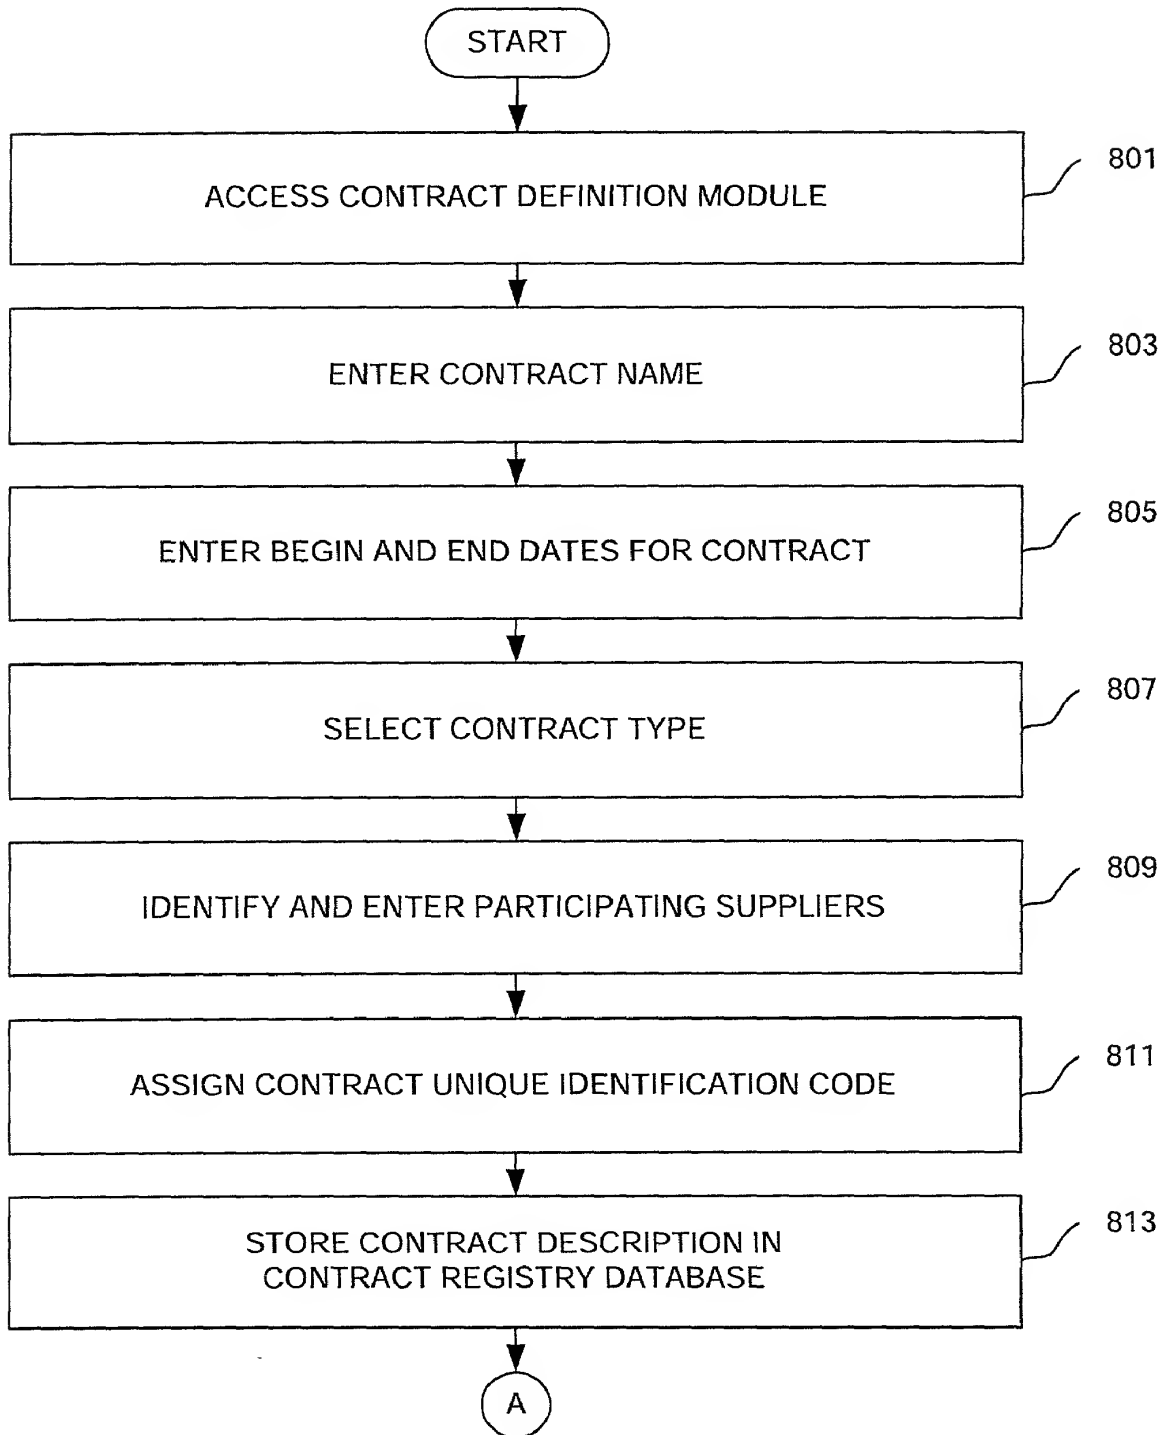 START
ACCESS CONTRACT DEFINITION MODULE
801
ENTER CONTRACT NAME
803
ENTER BEGIN AND END DATES FOR CONTRACT
805
SELECT CONTRACT TYPE
807
IDENTIFY AND ENTER PARTICIPATING SUPPLIERS
809
ASSIGN CONTRACT UNIQUE IDENTIFICATION CODE
811
STORE CONTRACT DESCRIPTION IN
CONTRACT REGISTRY DATABASE
813
A